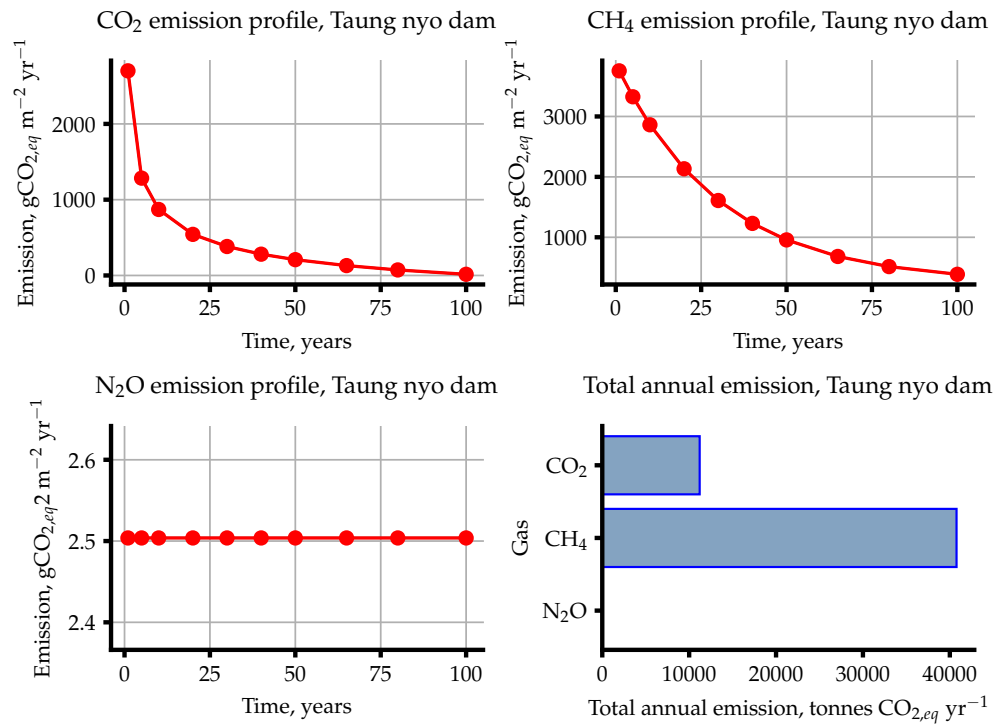 CO₂ emission profile, Taung nyo dam
Emission, gCO₂,eq m⁻² yr⁻¹
2000
1000
0
0 25 50 75 100
Time, years
CH₄ emission profile, Taung nyo dam
Emission, gCO₂,eq m⁻² yr⁻¹
3000
2000
1000
0 25 50 75 100
Time, years
N₂O emission profile, Taung nyo dam
Emission, gCO₂,eq2 m⁻² yr⁻¹
2.6
2.5
2.4
0 25 50 75 100
Time, years
Total annual emission, Taung nyo dam
Gas
CO₂
CH₄
N₂O
0 10000 20000 30000 40000
Total annual emission, tonnes CO₂,eq yr⁻¹